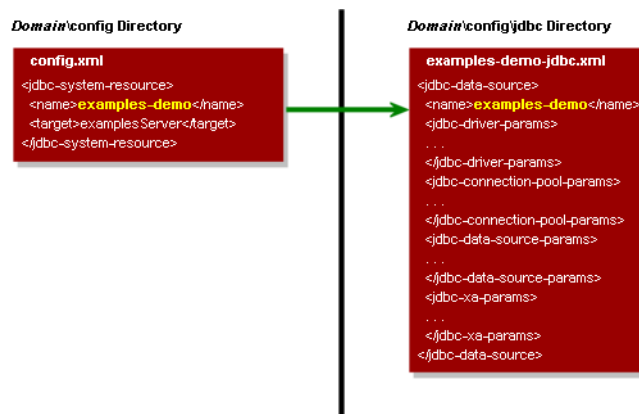 Domain\config Directory
config.xml
<jdbc-system-resource>
<name>examples-demo</name>
<target>examplesServer</target>
</jdbc-system-resource>
Domain\config\jdbc Directory
examples-demo-jdbc.xml
<jdbc-data-source>
<name>examples-demo</name>
<jdbc-driver-params>
. . .
</jdbc-driver-params>
<jdbc-connection-pool-params>
. . .
</jdbc-connection-pool-params>
<jdbc-data-source-params>
. . .
</jdbc-data-source-params>
<jdbc-xa-params>
. . .
</jdbc-xa-params>
</jdbc-data-source>